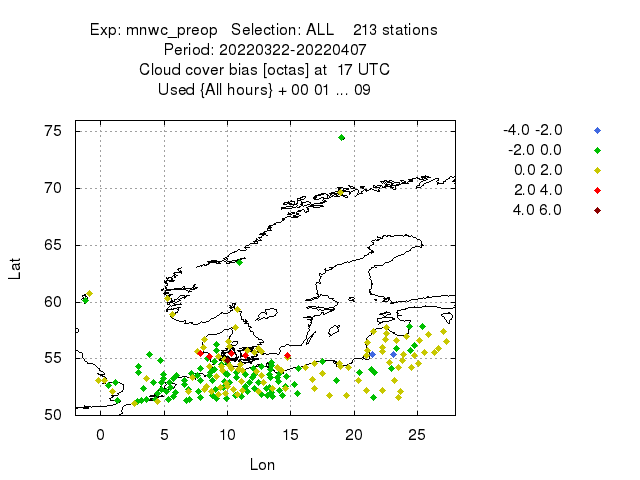 Exp: mnwc_preop   Selection: ALL    213 stations
Period: 20220322-20220407
Cloud cover bias [octas] at  17 UTC
Used {All hours} + 00 01 ... 09
-4.0 -2.0
-2.0 0.0
0.0 2.0
2.0 4.0
4.0 6.0
75
70
65
60
55
50
Lat
0 5 10 15 20 25
Lon